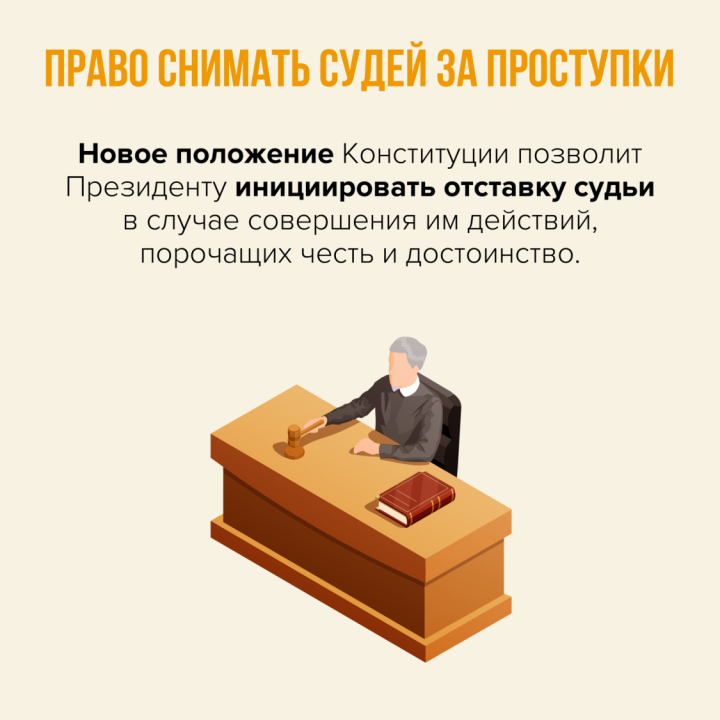 ПРАВО СНИМАТЬ СУДЕЙ ЗА ПРОСТУПКИ
Новое положение Конституции позволит
Президенту инициировать отставку судьи
в случае совершения им действий,
порочащих честь и достоинство.